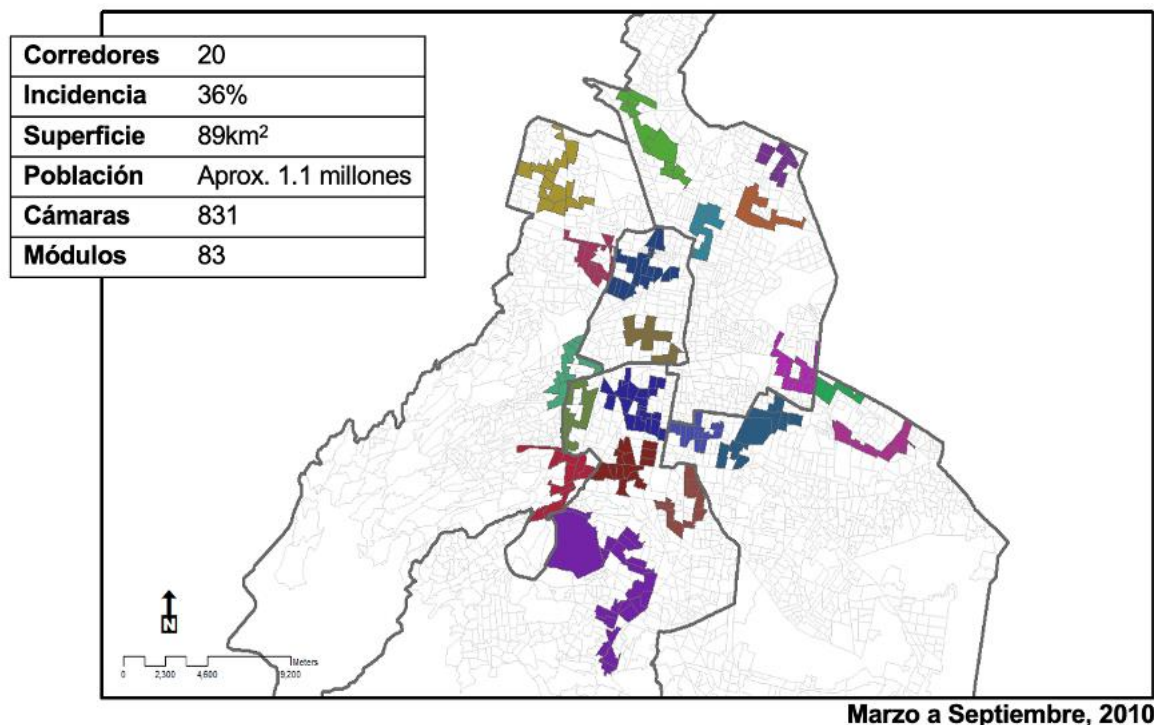 Corredores 20
Incidencia 36%
Superficie 89km²
Población Aprox. 1.1 millones
Cámaras 831
Módulos 83
N
Meters
0 2,300 4,600 9,200
Marzo a Septiembre, 2010